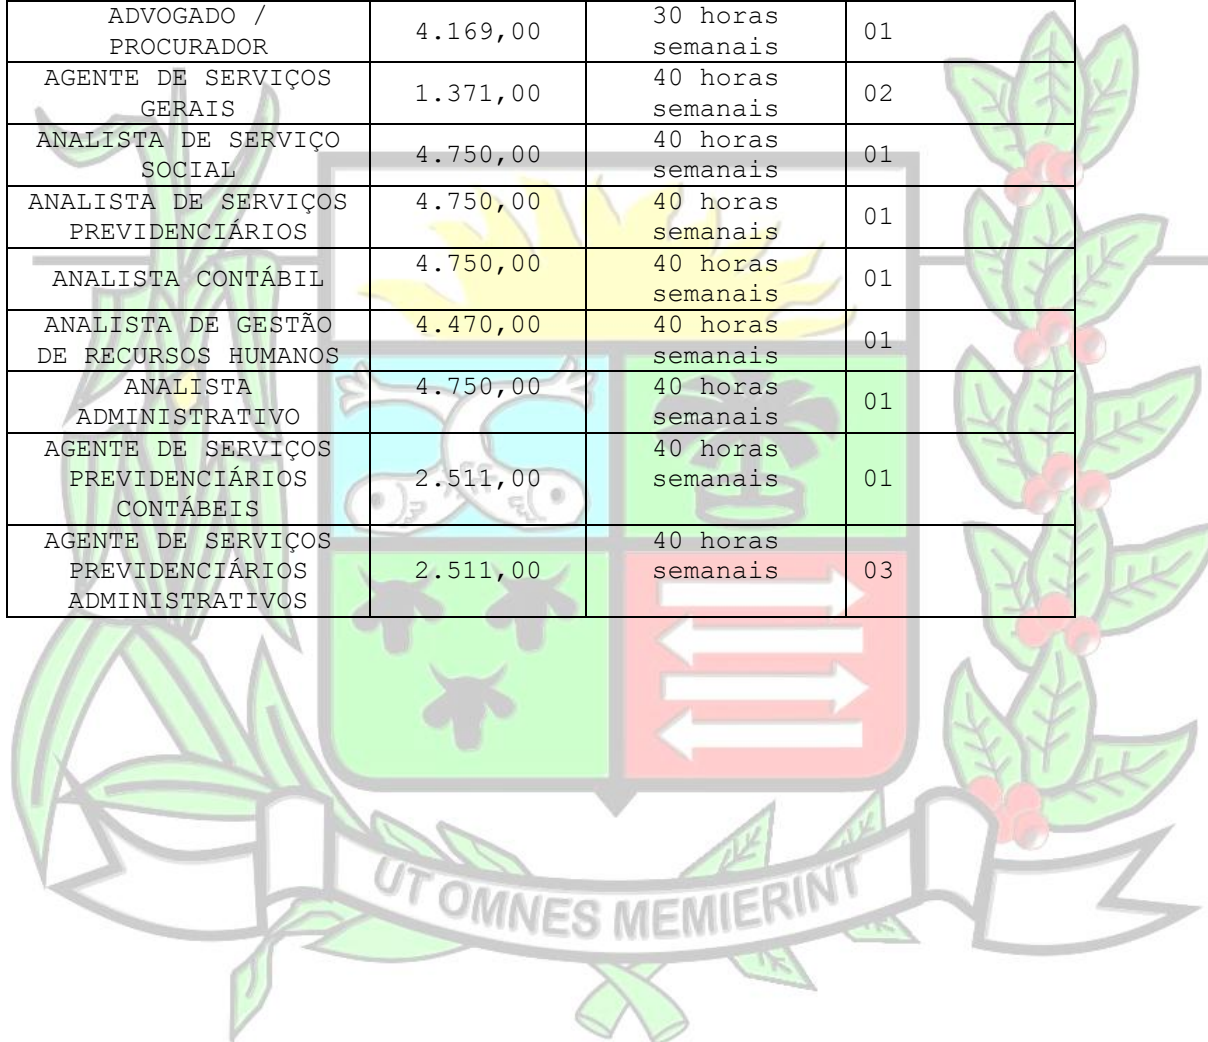 ADVOGADO /
PROCURADOR
4.169,00
30 horas
semanais
01
AGENTE DE SERVIÇOS
GERAIS
1.371,00
40 horas
semanais
02
ANALISTA DE SERVIÇO
SOCIAL
4.750,00
40 horas
semanais
01
ANALISTA DE SERVIÇOS
PREVIDENCIÁRIOS
4.750,00
40 horas
semanais
01
ANALISTA CONTÁBIL
4.750,00
40 horas
semanais
01
ANALISTA DE GESTÃO
DE RECURSOS HUMANOS
4.470,00
40 horas
semanais
01
ANALISTA
ADMINISTRATIVO
4.750,00
40 horas
semanais
01
AGENTE DE SERVIÇOS
PREVIDENCIÁRIOS
CONTÁBEIS
2.511,00
40 horas
semanais
01
AGENTE DE SERVIÇOS
PREVIDENCIÁRIOS
ADMINISTRATIVOS
2.511,00
40 horas
semanais
03
UT OMNES MEMIERINT